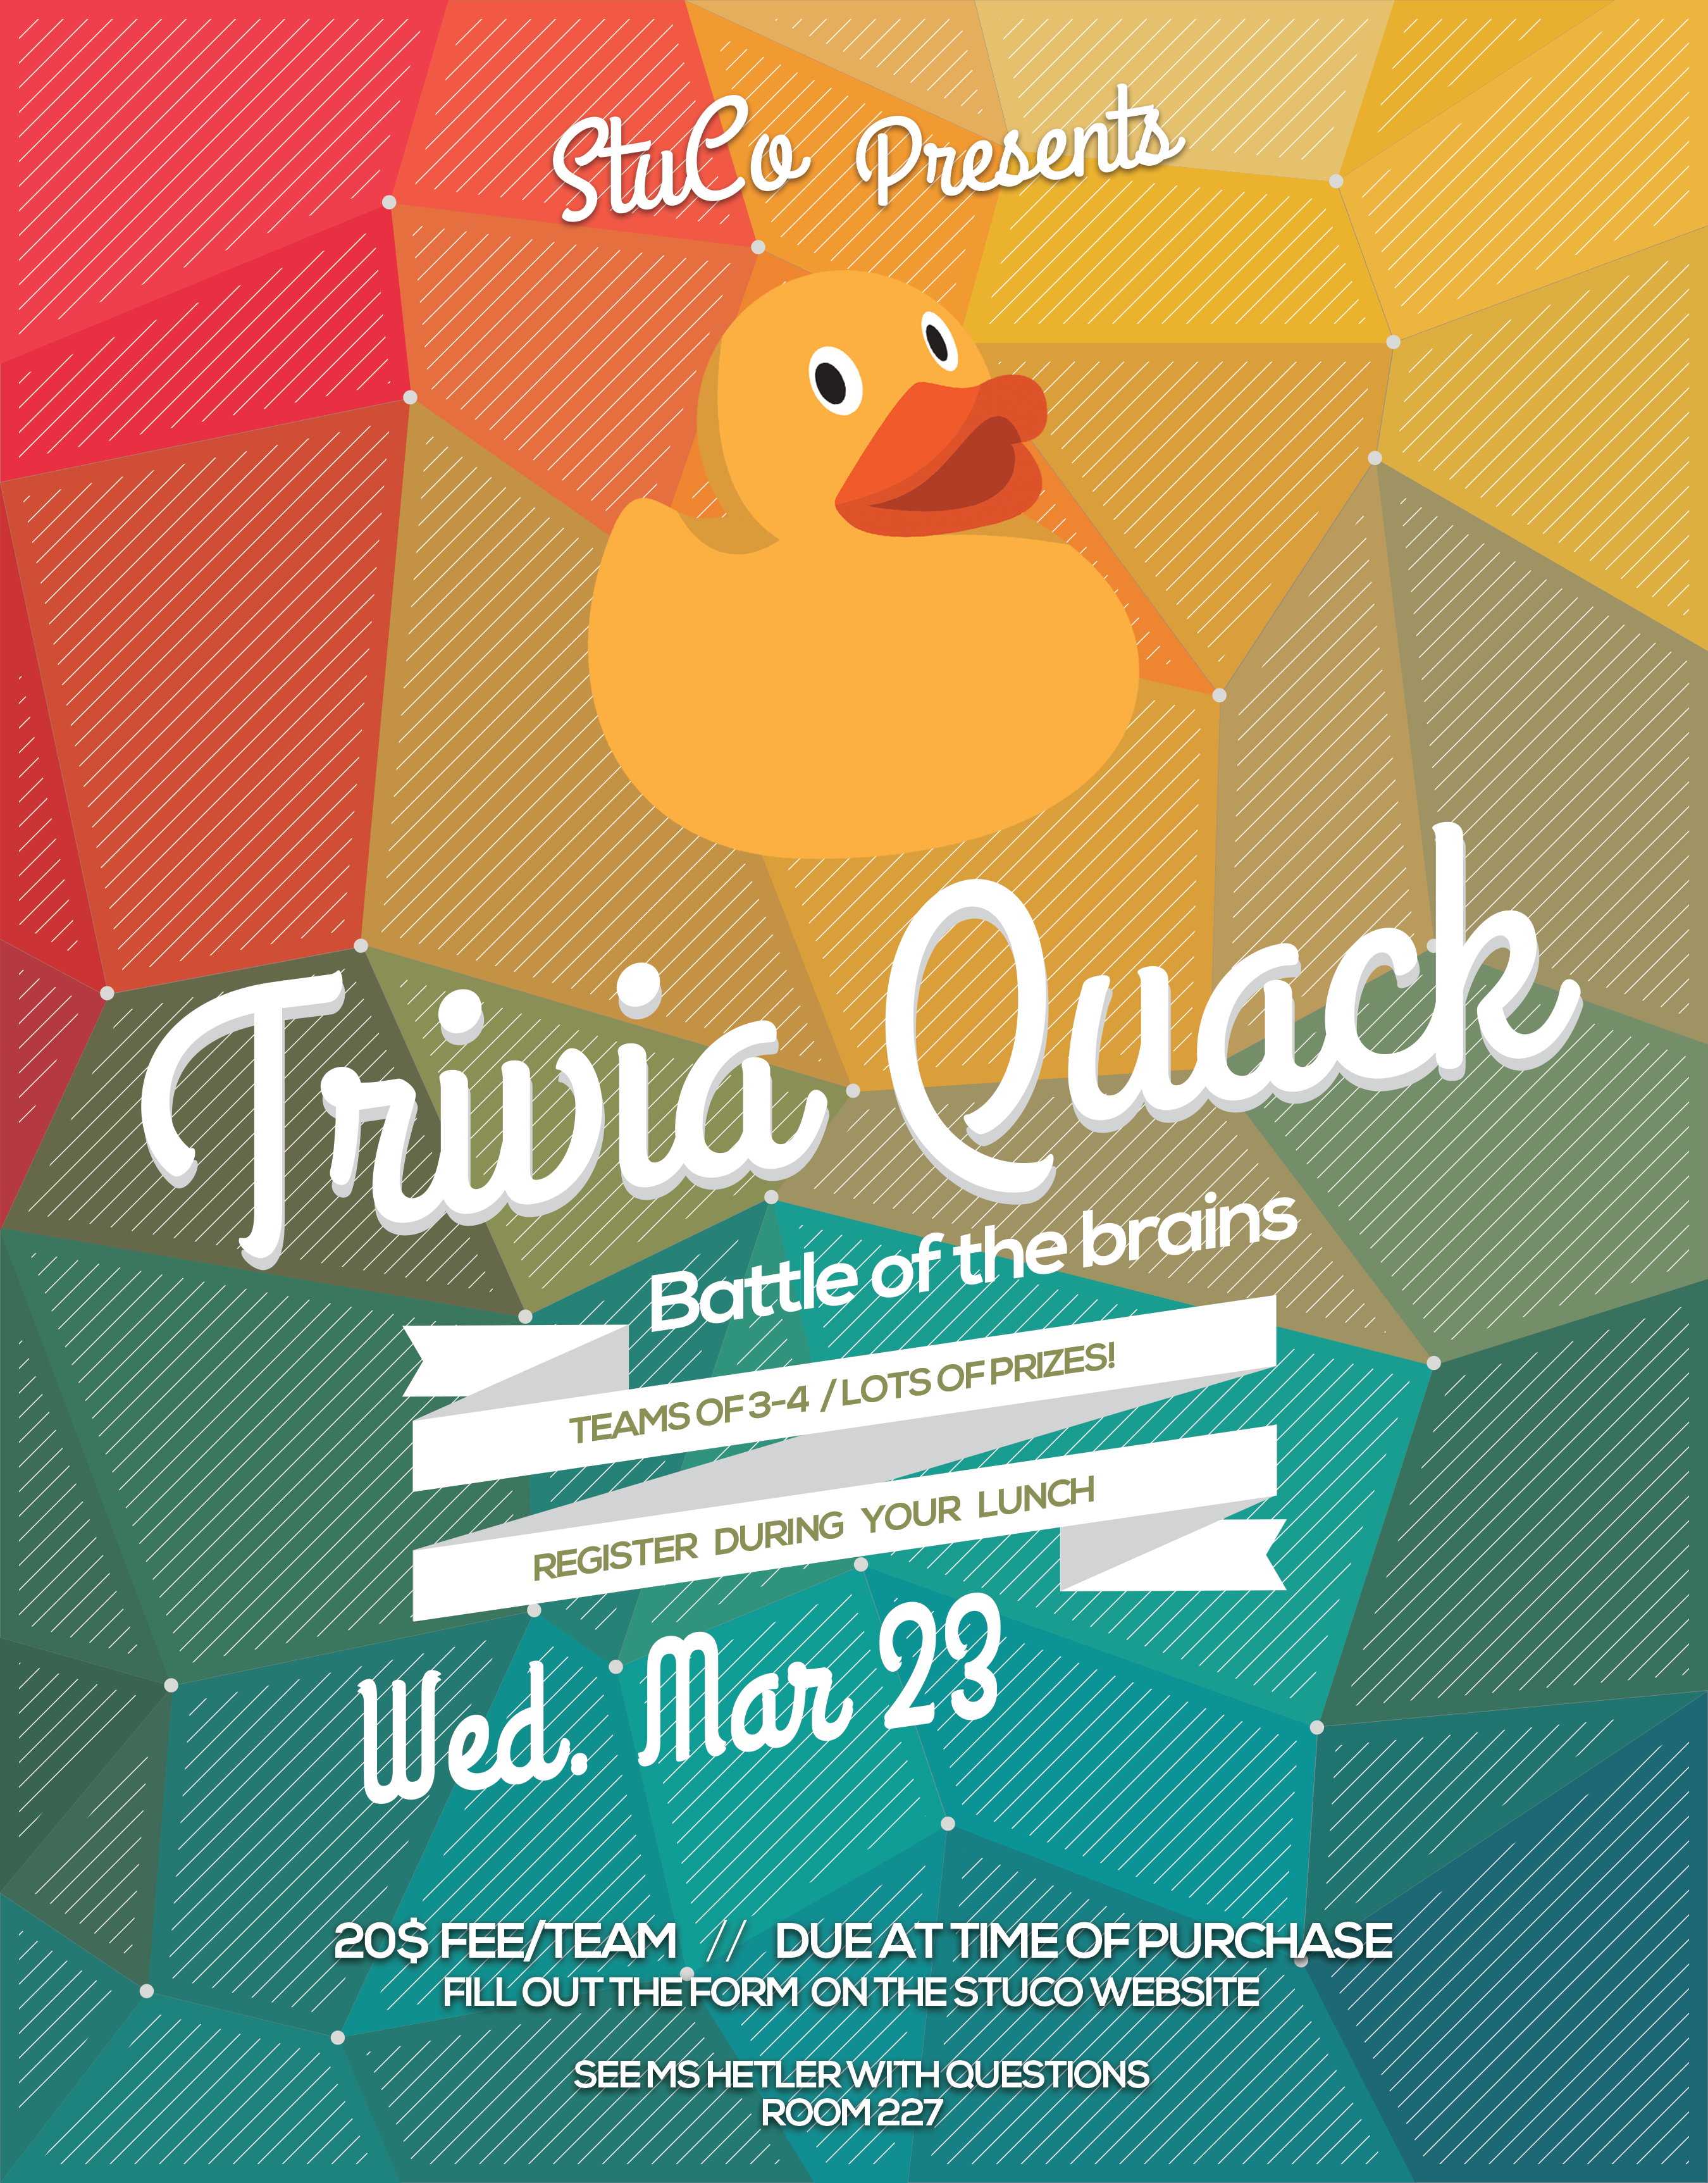 StuCo Presents
Trivia Quack
Battle of the brains
TEAMS OF 3-4 / LOTS OF PRIZES!
REGISTER DURING YOUR LUNCH
Wed. Mar 23
20$ FEE/TEAM // DUE AT TIME OF PURCHASE
FILL OUT THE FORM ON THE STUCO WEBSITE
SEE MS HETLER WITH QUESTIONS
ROOM 227